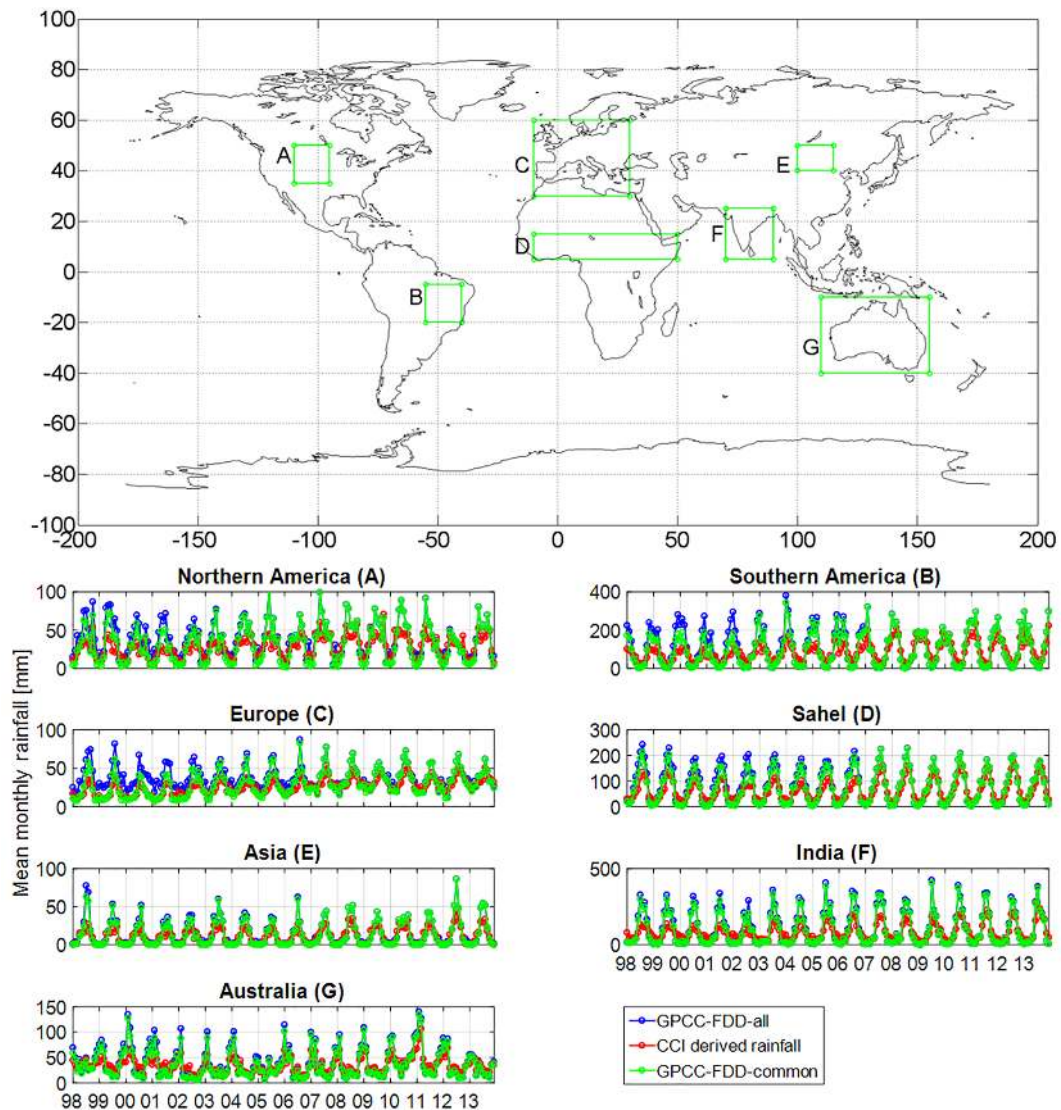 100
80
60
40
20
0
-20
-40
-60
-80
-100
-200 -150 -100 -50 0 50 100 150 200
A
B
C
D
E
F
G
Mean monthly rainfall [mm]
Northern America (A)
100
50
0
Southern America (B)
400
200
0
Europe (C)
100
50
0
Sahel (D)
300
200
100
0
Asia (E)
100
50
0
India (F)
500
0
98 99 00 01 02 03 04 05 06 07 08 09 10 11 12 13
Australia (G)
150
100
50
0
98 99 00 01 02 03 04 05 06 07 08 09 10 11 12 13
GPCC-FDD-all
CCI derived rainfall
GPCC-FDD-common